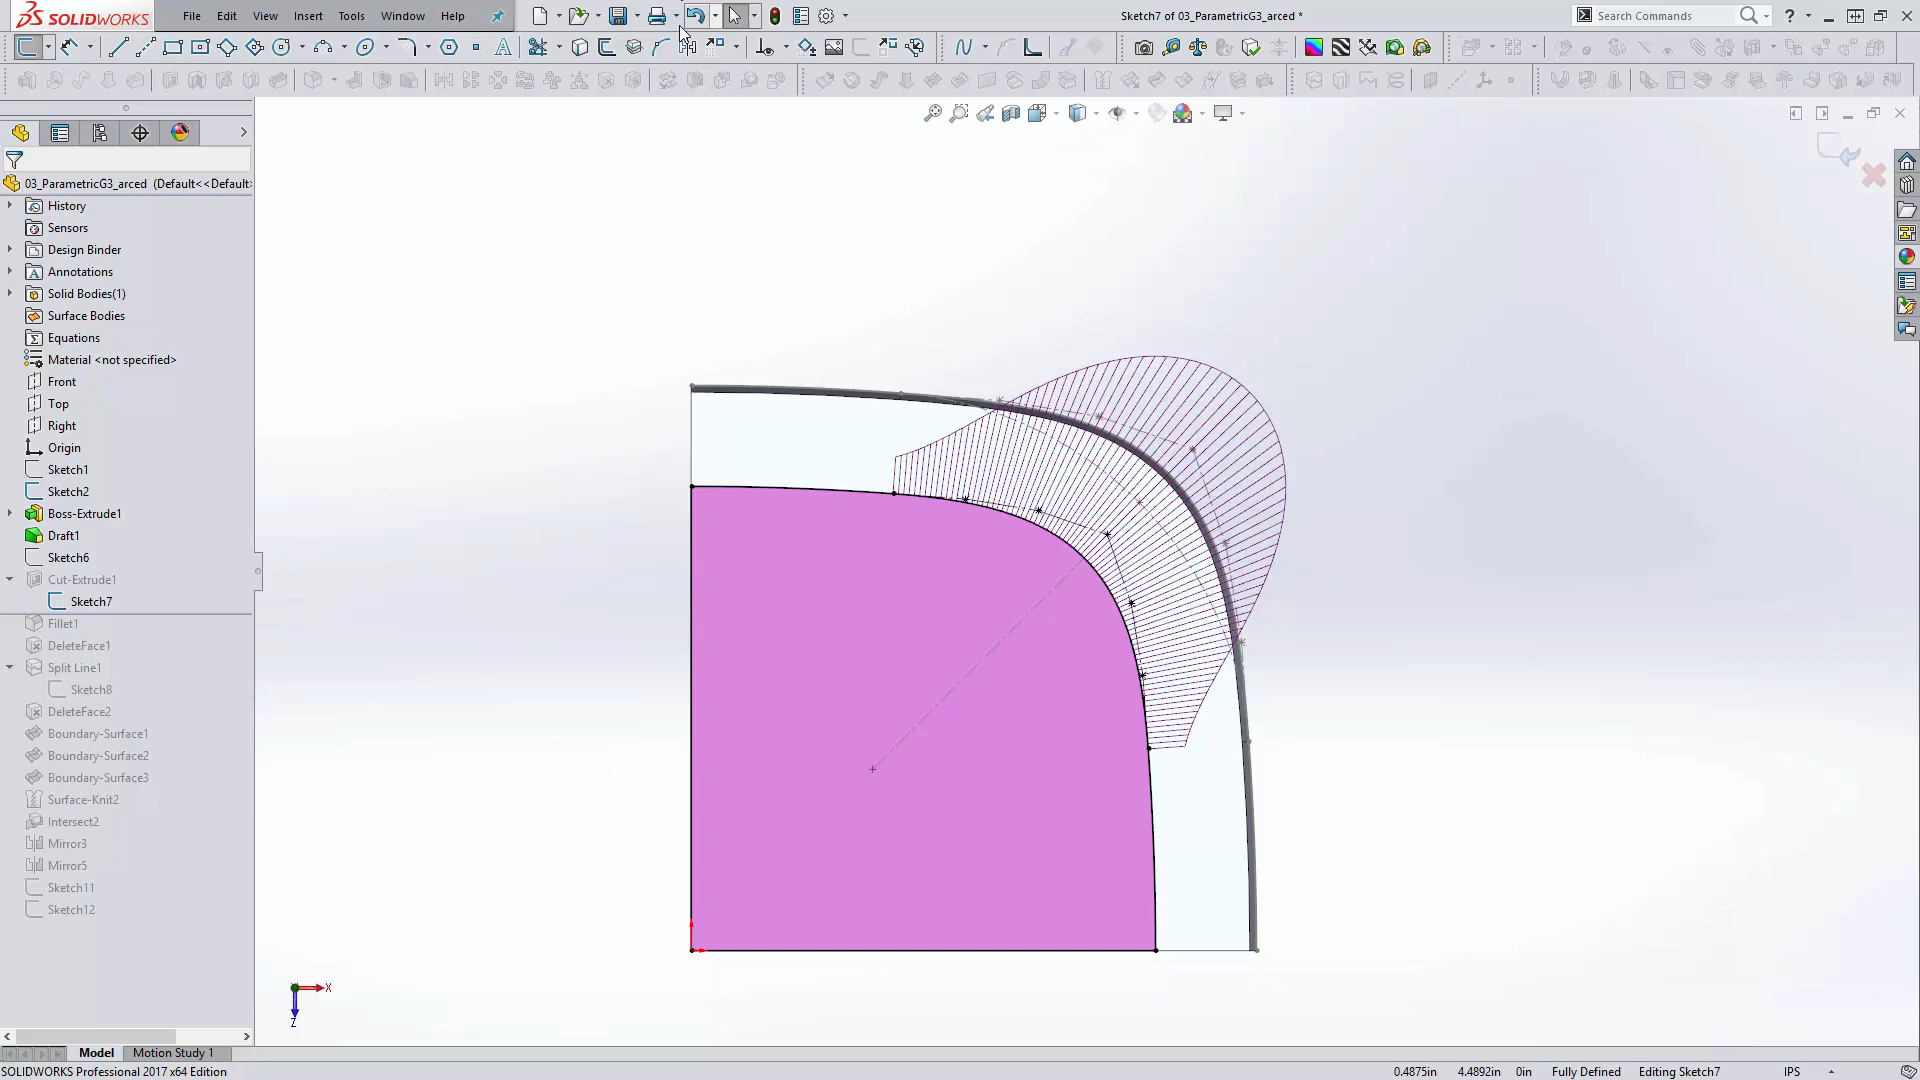 SOLIDWORKS
File Edit View Insert Tools Window Help
Sketch7 of 03_ParametricG3_arced *
Search Commands
03_ParametricG3_arced (Default<<Default>
History
Sensors
Design Binder
Annotations
Solid Bodies(1)
Surface Bodies
Equations
Material <not specified>
Front
Top
Right
Origin
Sketch1
Sketch2
Boss-Extrude1
Draft1
Sketch6
Cut-Extrude1
Sketch7
Fillet1
DeleteFace1
Split Line1
Sketch8
DeleteFace2
Boundary-Surface1
Boundary-Surface2
Boundary-Surface3
Surface-Knit2
Intersect2
Mirror3
Mirror5
Sketch11
Sketch12
X
Z
Model Motion Study 1
SOLIDWORKS Professional 2017 x64 Edition
0.4875in 4.4892in 0in Fully Defined Editing Sketch7 IPS